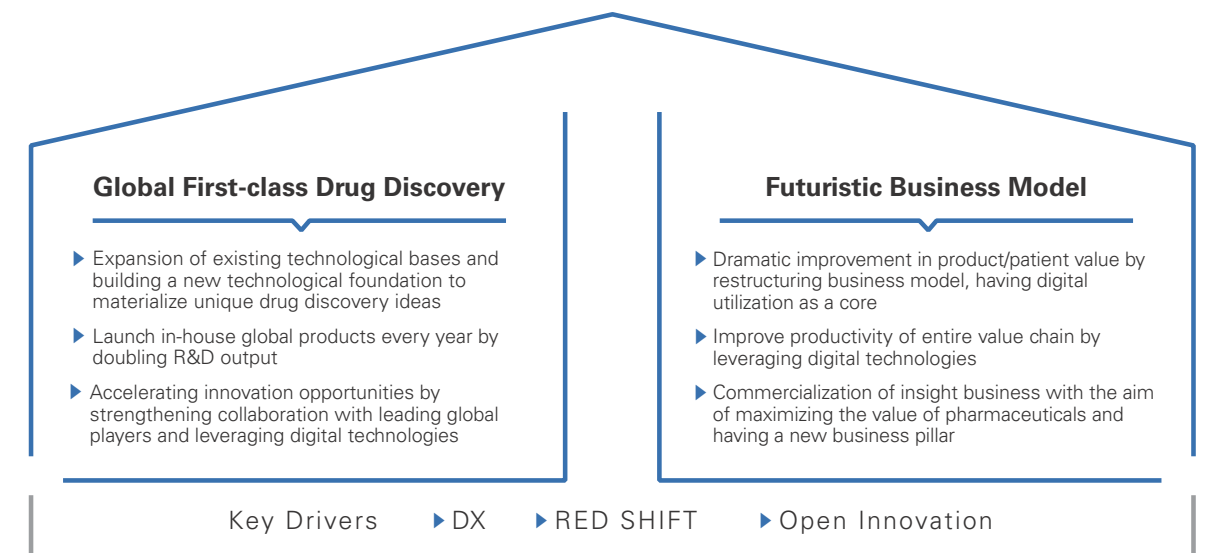 Global First-class Drug Discovery
Expansion of existing technological bases and
building a new technological foundation to
materialize unique drug discovery ideas
Launch in-house global products every year by
doubling R&D output
Accelerating innovation opportunities by
strengthening collaboration with leading global
players and leveraging digital technologies
Futuristic Business Model
Dramatic improvement in product/patient value by
restructuring business model, having digital
utilization as a core
Improve productivity of entire value chain by
leveraging digital technologies
Commercialization of insight business with the aim
of maximizing the value of pharmaceuticals and
having a new business pillar
Key Drivers DX RED SHIFT Open Innovation